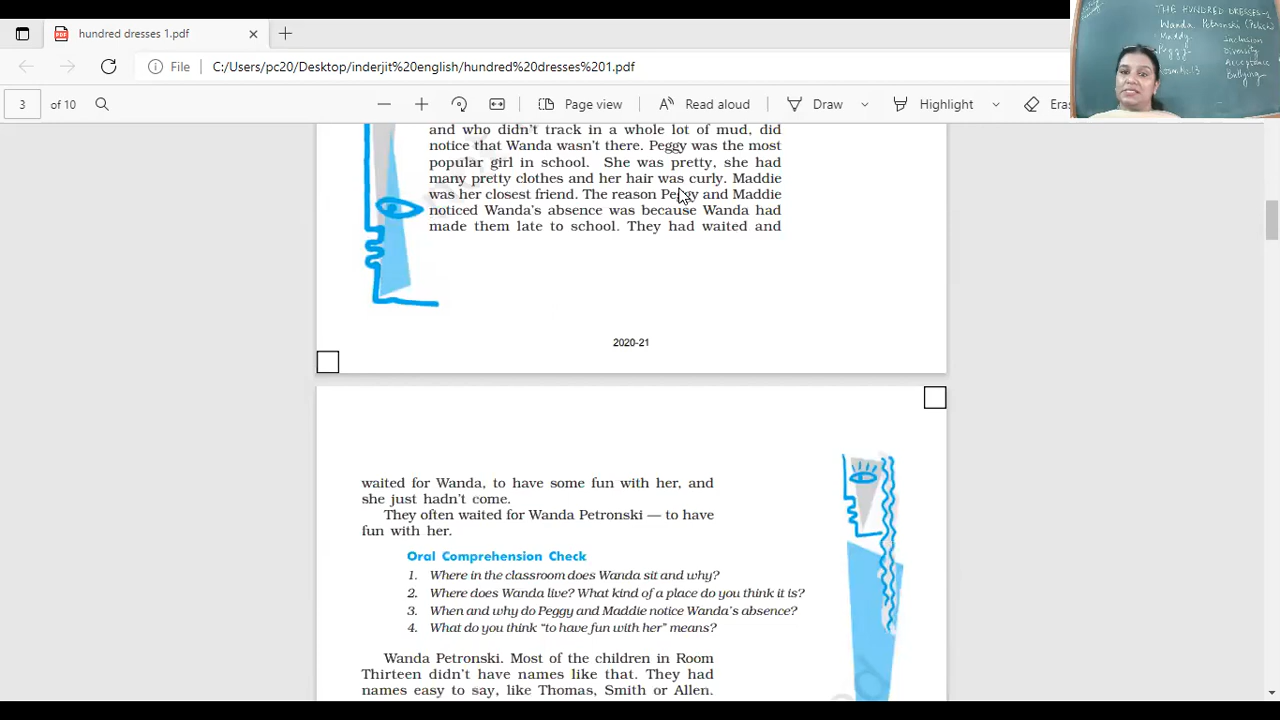 hundred dresses 1.pdf
File C:/Users/pc20/Desktop/inderjit%20english/hundred%20dresses%201.pdf
3 of 10 Page view Read aloud Draw Highlight Eras
THE HUNDRED DRESSES-1
Wanda Petronski (Polish)
Maddy Inclusion
Peggy Diversity
Acceptance
Bullying
and who didn't track in a whole lot of mud, did
notice that Wanda wasn't there. Peggy was the most
popular girl in school. She was pretty, she had
many pretty clothes and her hair was curly. Maddie
was her closest friend. The reason Peggy and Maddie
noticed Wanda's absence was because Wanda had
made them late to school. They had waited and
2020-21
waited for Wanda, to have some fun with her, and
she just hadn't come.
They often waited for Wanda Petronski — to have
fun with her.
Oral Comprehension Check
1. Where in the classroom does Wanda sit and why?
2. Where does Wanda live? What kind of a place do you think it is?
3. When and why do Peggy and Maddie notice Wanda's absence?
4. What do you think "to have fun with her" means?
Wanda Petronski. Most of the children in Room
Thirteen didn't have names like that. They had
names easy to say, like Thomas, Smith or Allen.